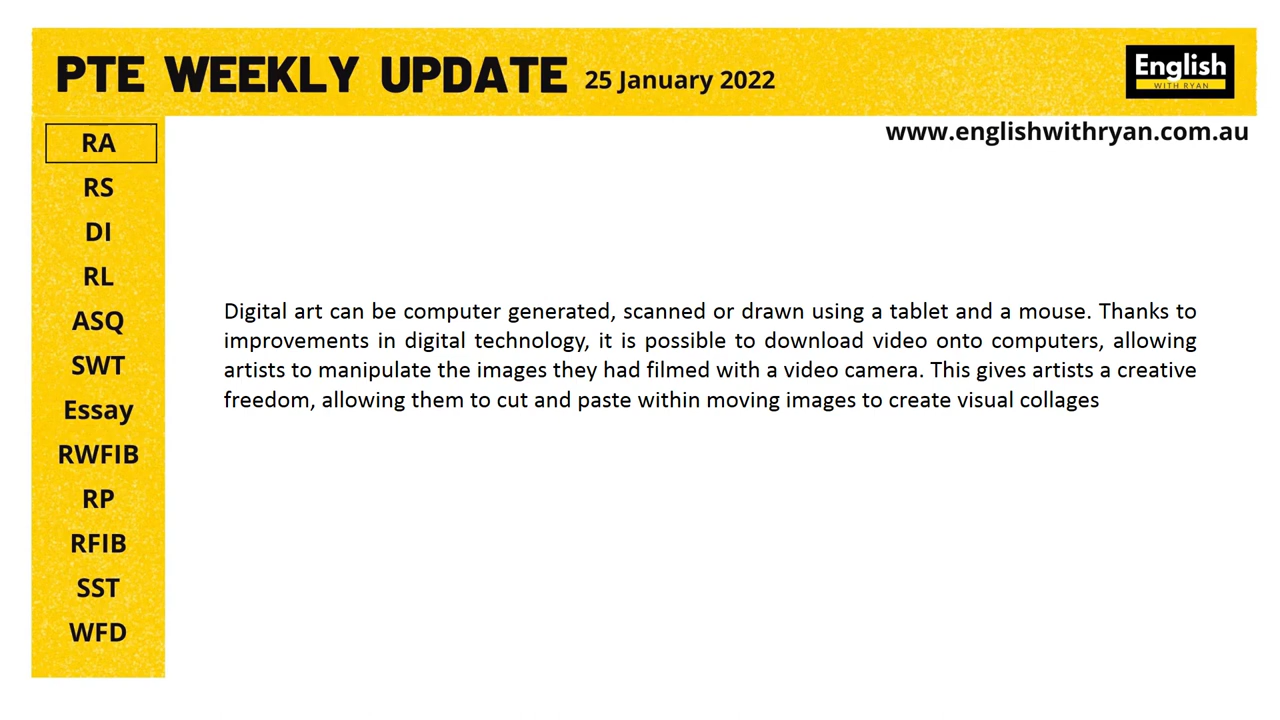 PTE WEEKLY UPDATE 25 January 2022
English
WITH RYAN
www.englishwithryan.com.au
RA
RS
DI
RL
ASQ
SWT
Essay
RWFIB
RP
RFIB
SST
WFD
Digital art can be computer generated, scanned or drawn using a tablet and a mouse. Thanks to
improvements in digital technology, it is possible to download video onto computers, allowing
artists to manipulate the images they had filmed with a video camera. This gives artists a creative
freedom, allowing them to cut and paste within moving images to create visual collages